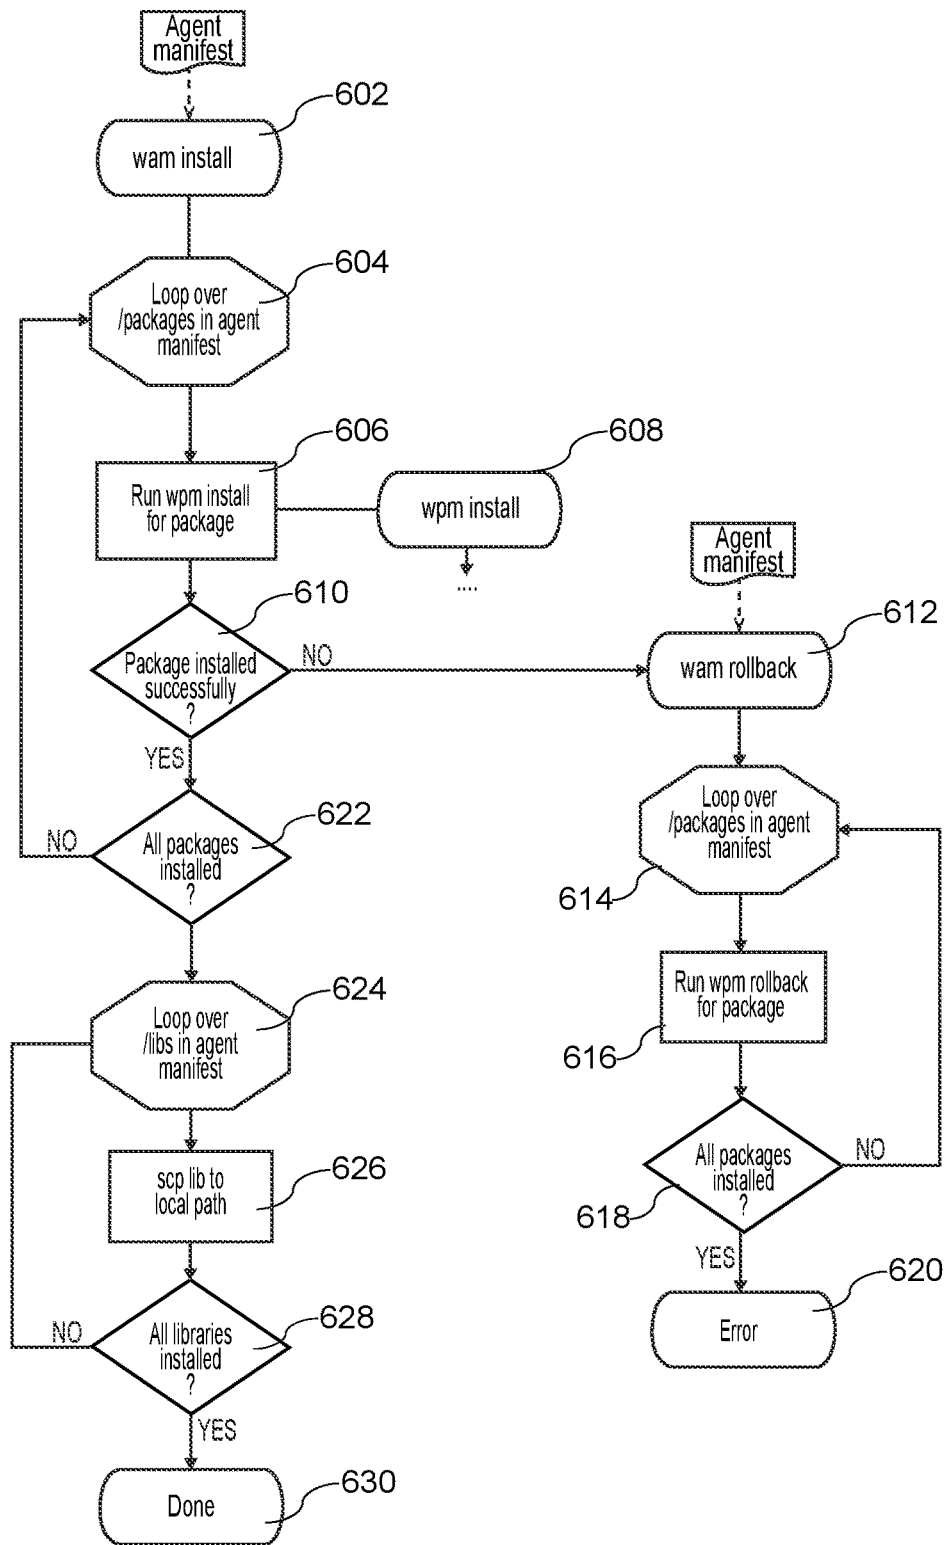 Agent
manifest
602
wam install
604
Loop over
/packages in agent
manifest
606
Run wpm install
for package
608
wpm install
....
610
Package installed
successfully
?
NO
YES
Agent
manifest
612
wam rollback
622
All packages
installed
?
NO
Loop over
/packages in agent
manifest
614
624
Loop over
/libs in agent
manifest
Run wpm rollback
for package
616
626
scp lib to
local path
All packages
installed
?
618
NO
YES
628
All libraries
installed
?
NO
YES
620
Error
630
Done